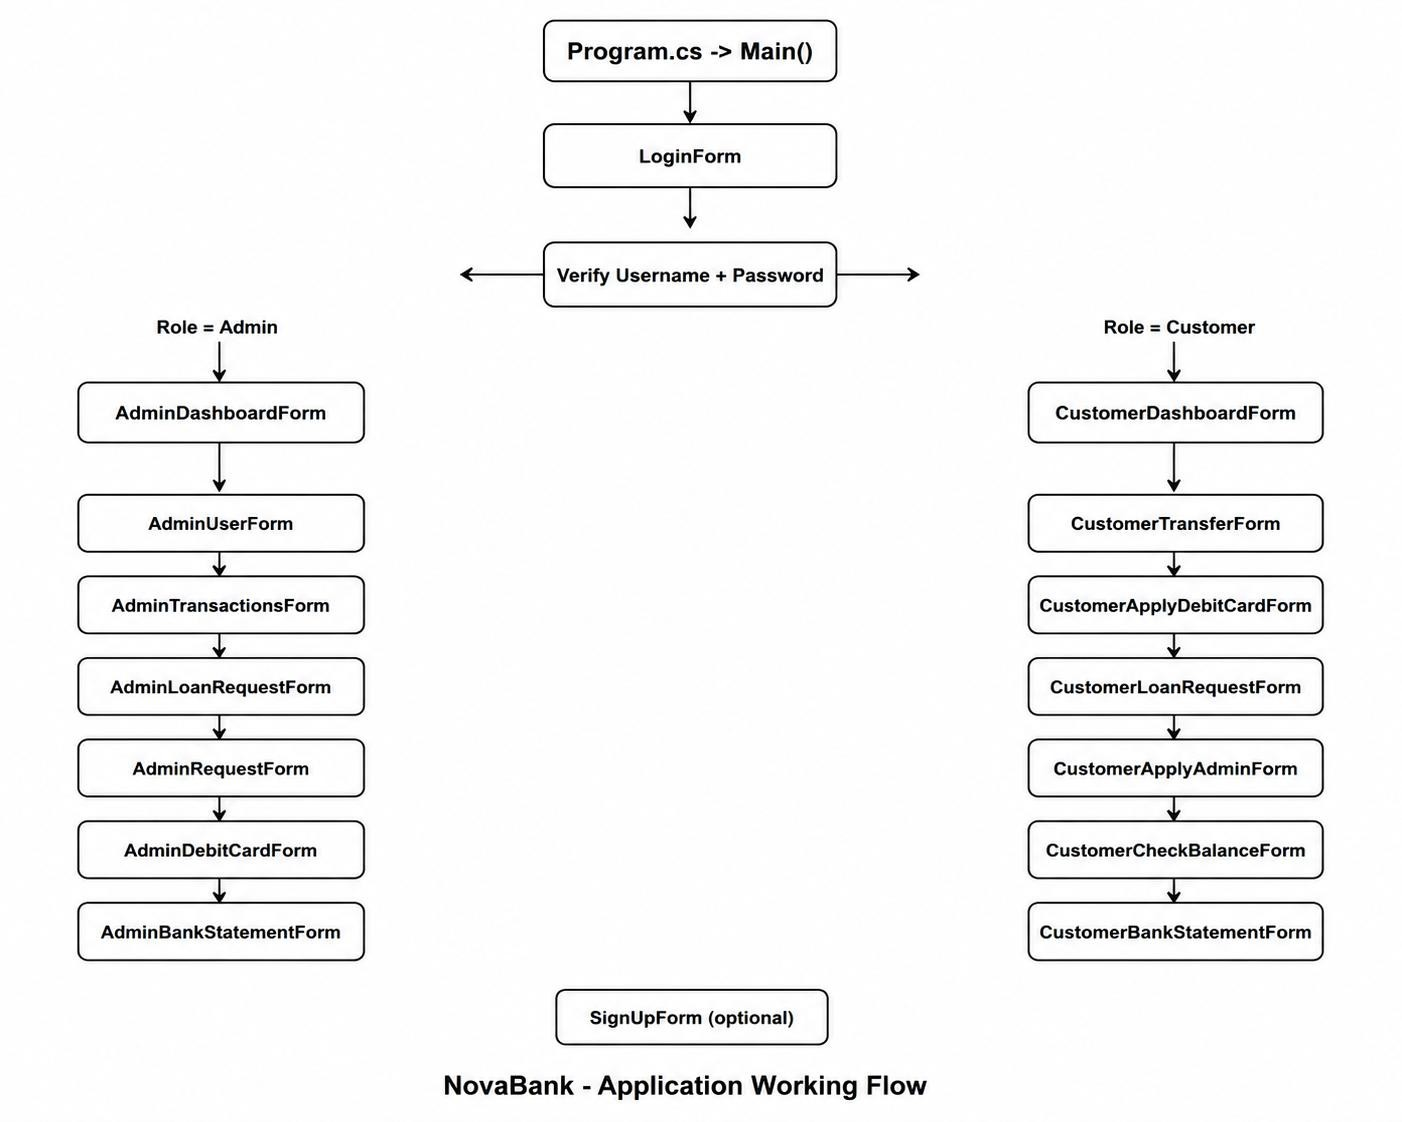 Program.cs -> Main()
LoginForm
Verify Username + Password
Role = Admin
AdminDashboardForm
AdminUserForm
AdminTransactionsForm
AdminLoanRequestForm
AdminRequestForm
AdminDebitCardForm
AdminBankStatementForm
Role = Customer
CustomerDashboardForm
CustomerTransferForm
CustomerApplyDebitCardForm
CustomerLoanRequestForm
CustomerApplyAdminForm
CustomerCheckBalanceForm
CustomerBankStatementForm
SignUpForm (optional)
NovaBank - Application Working Flow